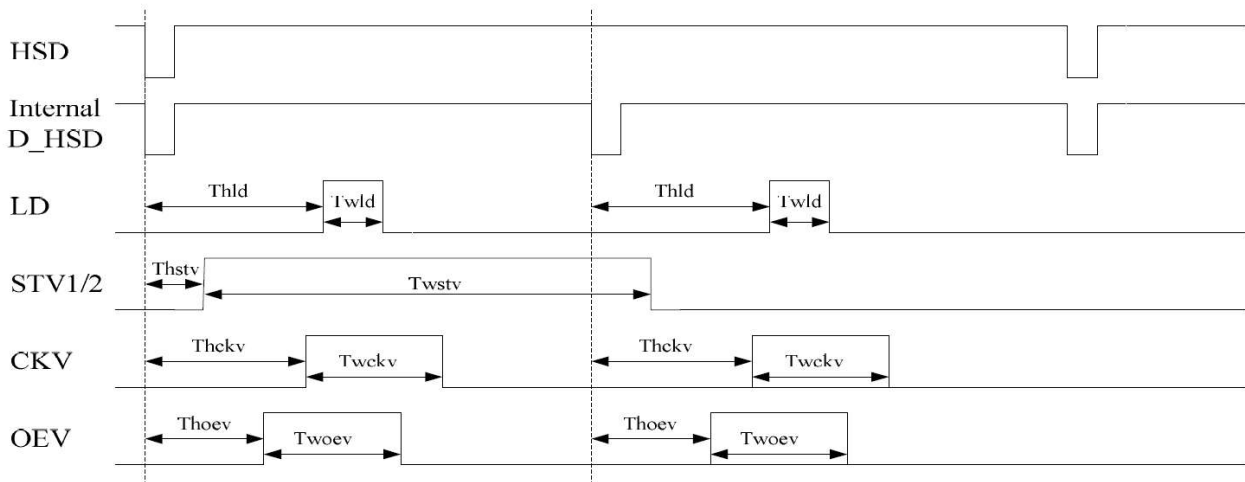 HSD
Internal
D_HSD
LD
Thld
Twld
Thld
Twld
STV1/2
Thstv
Twstv
CKV
Thckv
Twckv
Thckv
Twckv
OEV
Thoev
Twoev
Thoev
Twoev